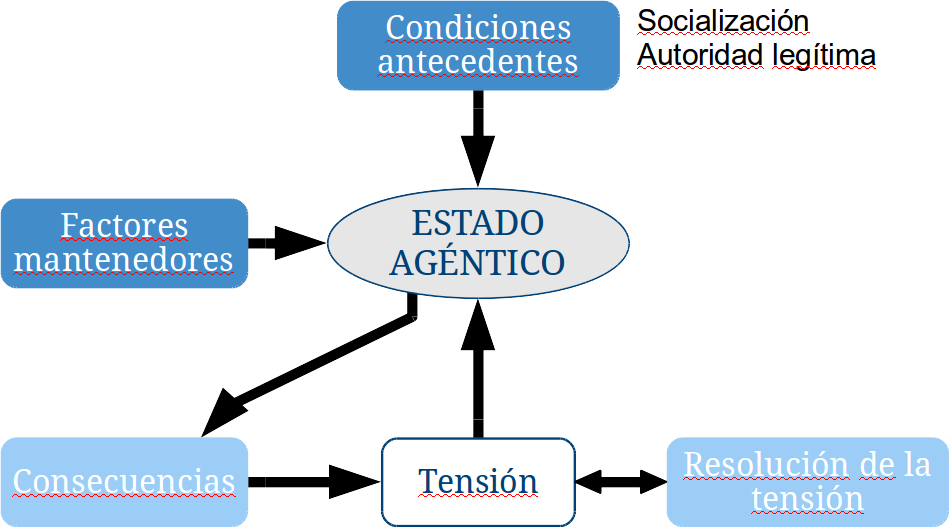 Condiciones
antecedentes
Socialización
Autoridad legítima
ESTADO
AGÉNTICO
Factores
mantenedores
Consecuencias
Tensión
Resolución de la
tensión